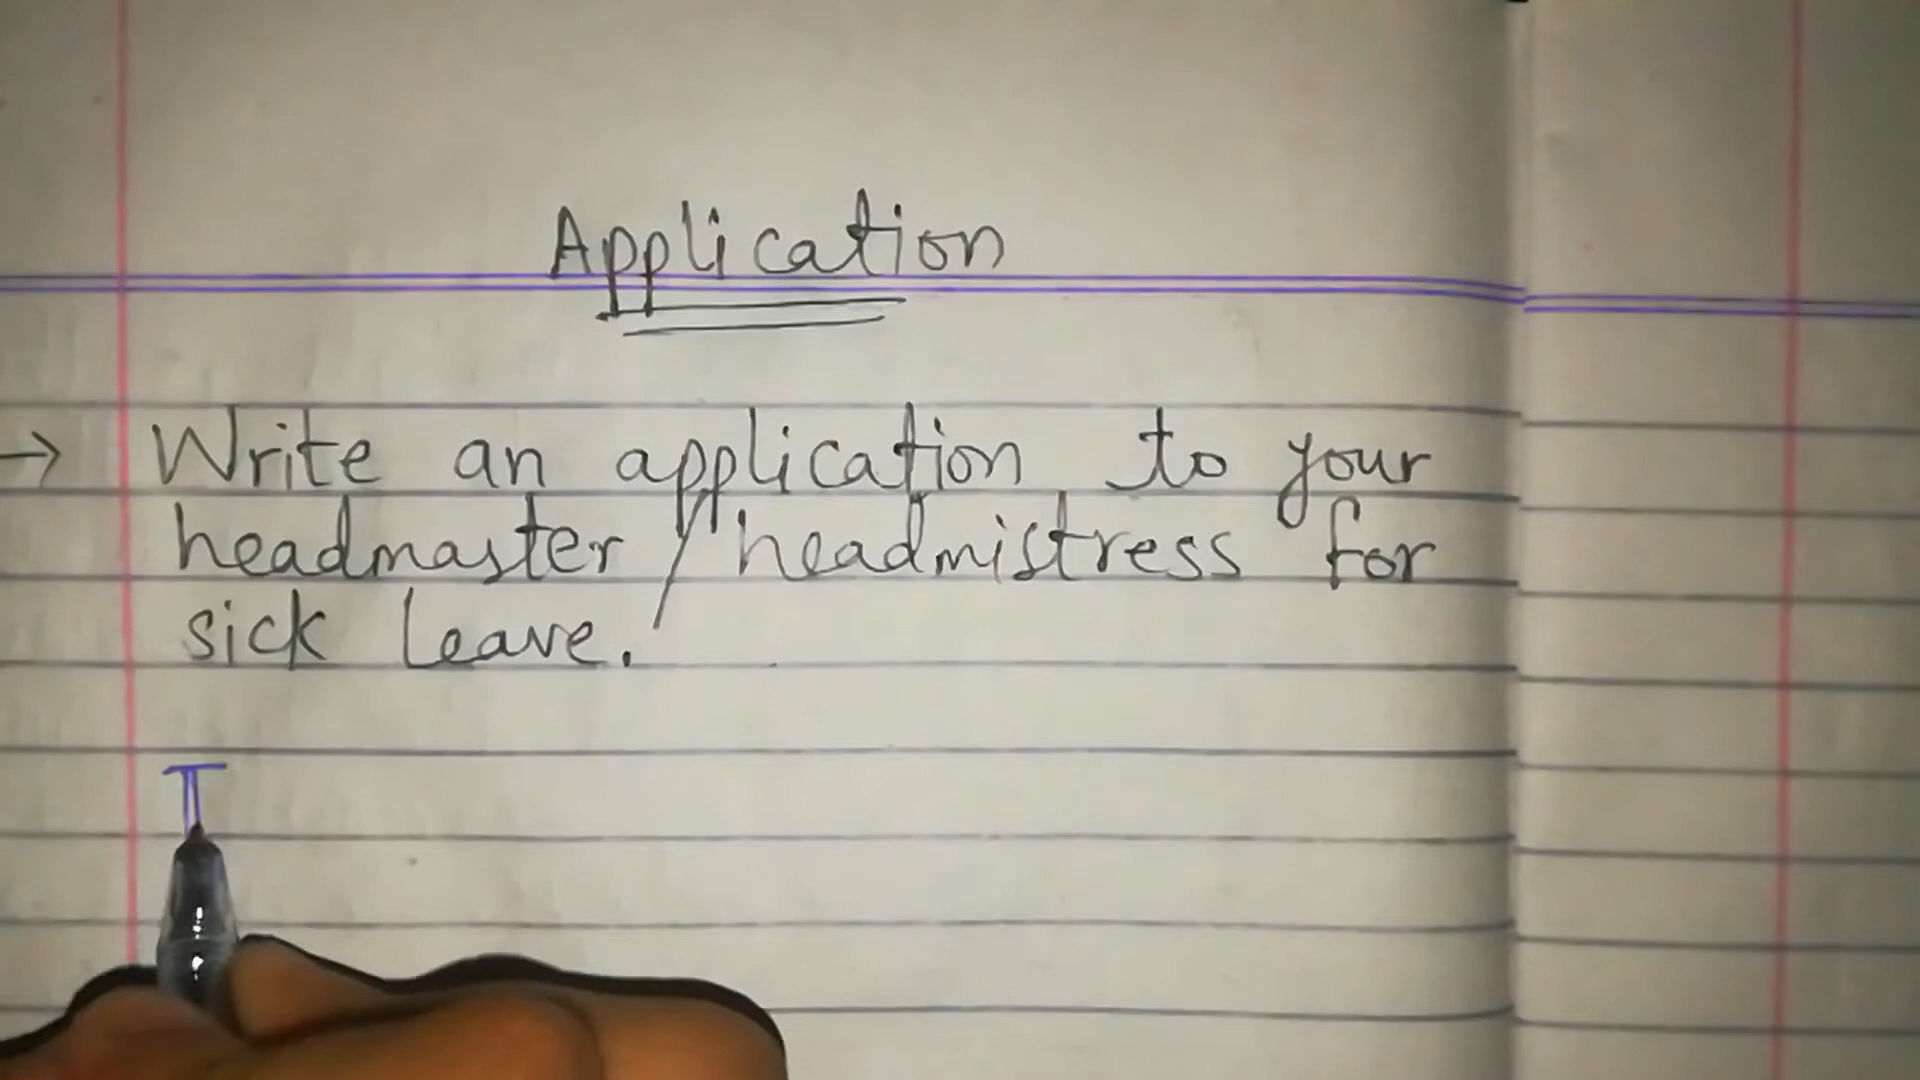 Application
→ Write an application to your
headmaster / headmistress for
sick leave.
T